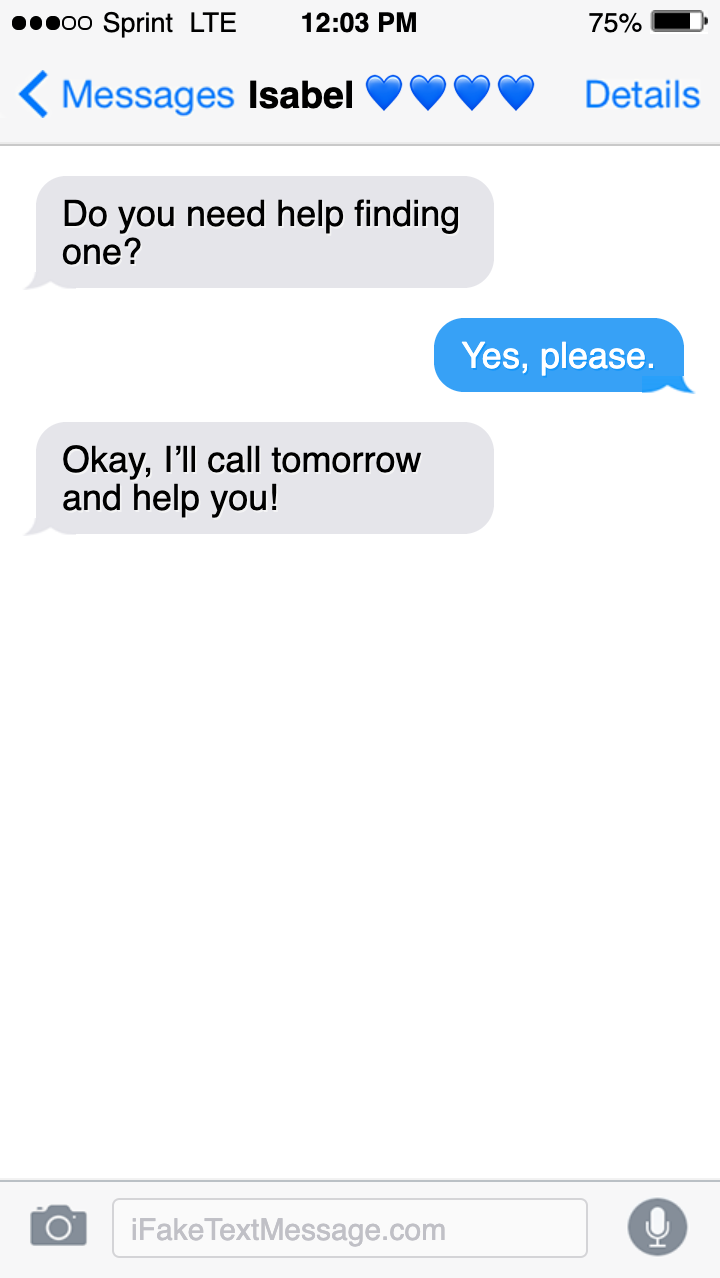 Sprint LTE 12:03 PM 75%
Messages Isabel 💙💙💙💙 Details
Do you need help finding
one?
Yes, please.
Okay, I’ll call tomorrow
and help you!
iFakeTextMessage.com